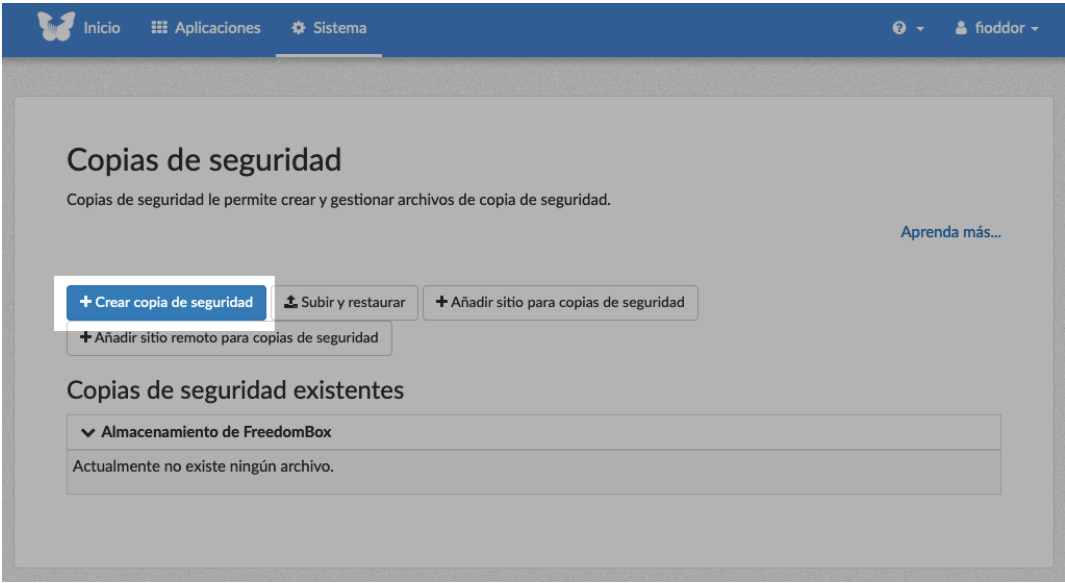 Inicio Aplicaciones Sistema fioddor
Copias de seguridad
Copias de seguridad le permite crear y gestionar archivos de copia de seguridad.
Aprenda más...
Crear copia de seguridad Subir y restaurar Añadir sitio para copias de seguridad
Añadir sitio remoto para copias de seguridad
Copias de seguridad existentes
Almacenamiento de FreedomBox
Actualmente no existe ningún archivo.